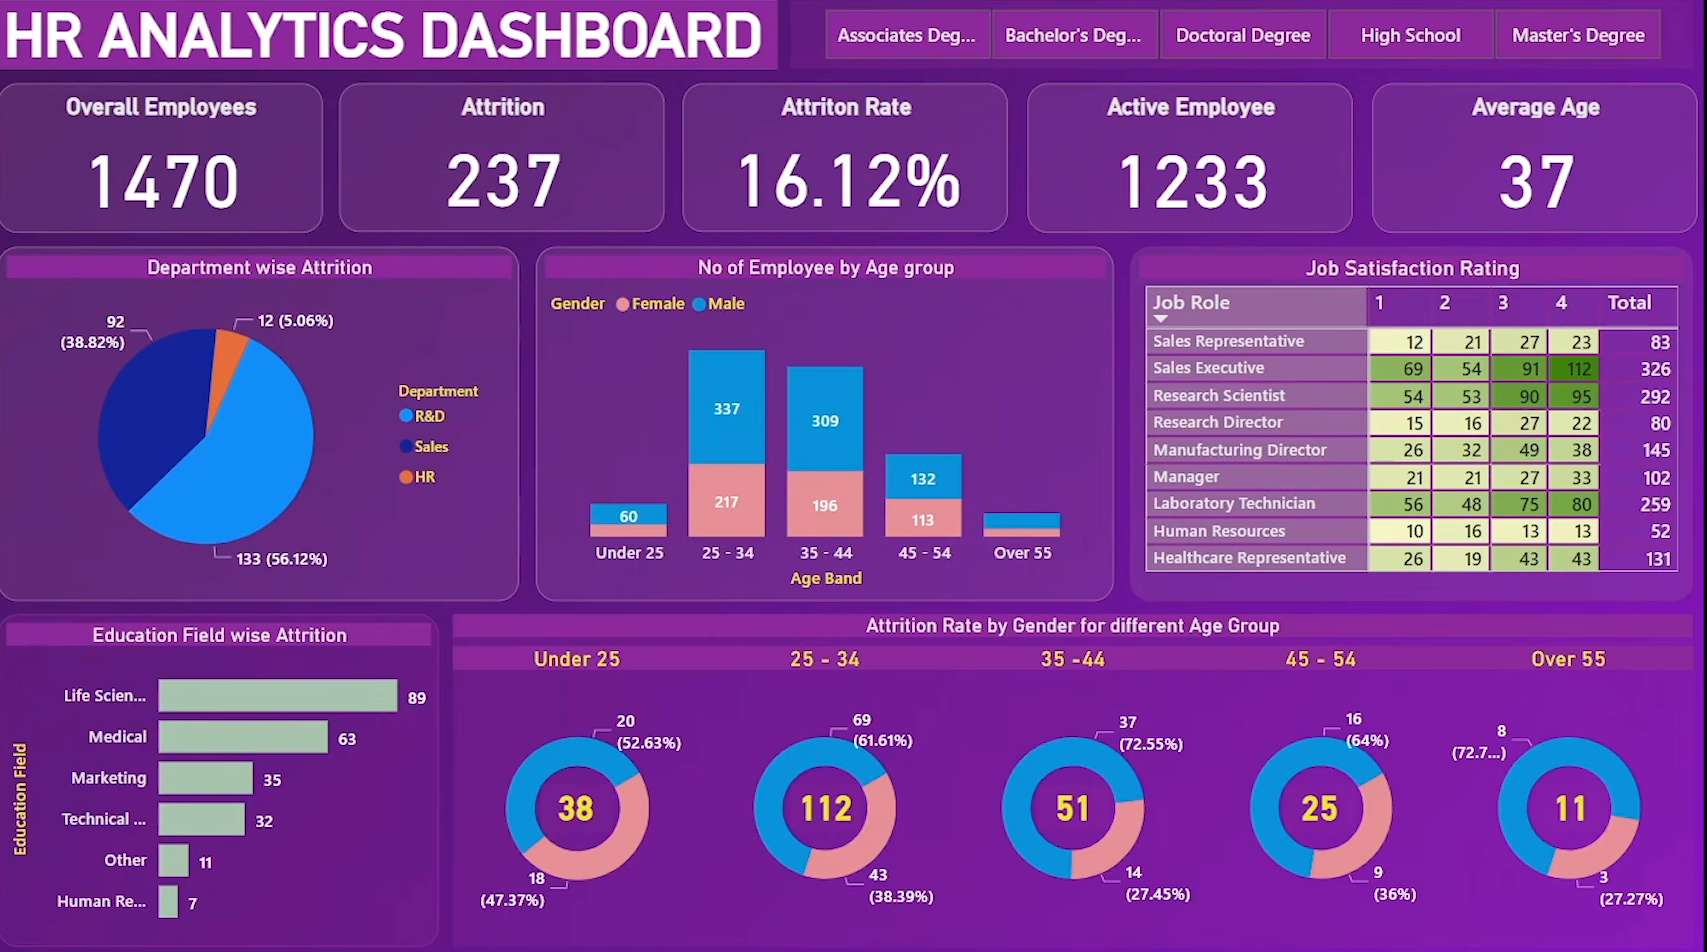 HR ANALYTICS DASHBOARD
Associates Deg... Bachelor's Deg... Doctoral Degree High School Master's Degree
Overall Employees
1470
Attrition
237
Attriton Rate
16.12%
Active Employee
1233
Average Age
37
Department wise Attrition
92
(38.82%)
12 (5.06%)
133 (56.12%)
Department
R&D
Sales
HR
No of Employee by Age group
Gender Female Male
60
337
217
309
196
132
113
Under 25 25 - 34 35 - 44 45 - 54 Over 55
Age Band
Job Satisfaction Rating
Job Role 1 2 3 4 Total
Sales Representative 12 21 27 23 83
Sales Executive 69 54 91 112 326
Research Scientist 54 53 90 95 292
Research Director 15 16 27 22 80
Manufacturing Director 26 32 49 38 145
Manager 21 21 27 33 102
Laboratory Technician 56 48 75 80 259
Human Resources 10 16 13 13 52
Healthcare Representative 26 19 43 43 131
Education Field wise Attrition
Education Field
Life Scien... 89
Medical 63
Marketing 35
Technical ... 32
Other 11
Human Re... 7
Attrition Rate by Gender for different Age Group
Under 25 25 - 34 35 -44 45 - 54 Over 55
20
(52.63%)
38
18
(47.37%)
69
(61.61%)
112
43
(38.39%)
37
(72.55%)
51
14
(27.45%)
16
(64%)
25
9
(36%)
8
(72.7...)
11
3
(27.27%)